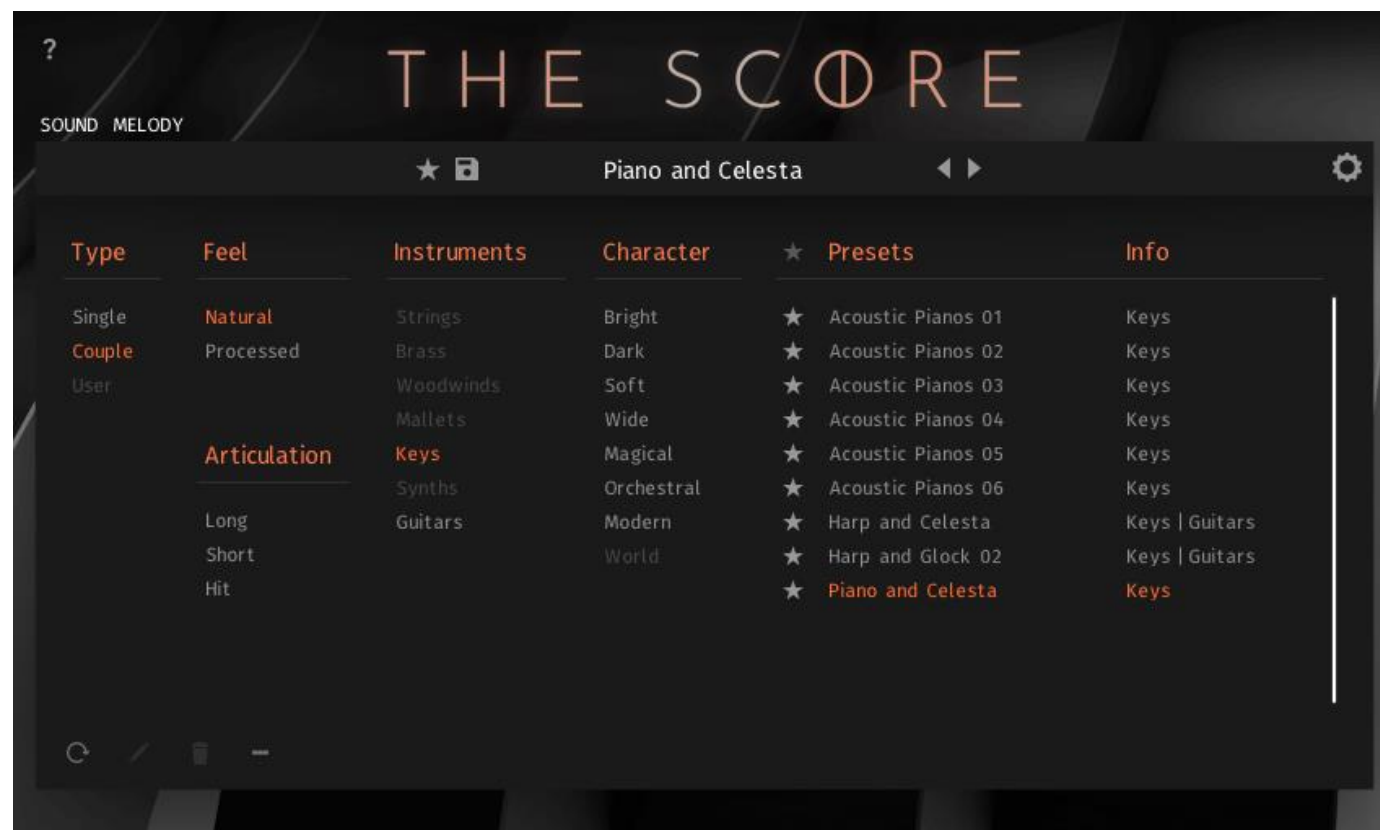 ?
THE SCORE
SOUND MELODY
Piano and Celesta
Type Feel Instruments Character Presets Info
Single Natural Strings Bright Acoustic Pianos 01 Keys
Couple Processed Brass Dark Acoustic Pianos 02 Keys
User Woodwinds Soft Acoustic Pianos 03 Keys
Mallets Wide Acoustic Pianos 04 Keys
Articulation Keys Magical Acoustic Pianos 05 Keys
Synths Orchestral Acoustic Pianos 06 Keys
Long Guitars Modern Harp and Celesta Keys | Guitars
Short World Harp and Glock 02 Keys | Guitars
Hit Piano and Celesta Keys